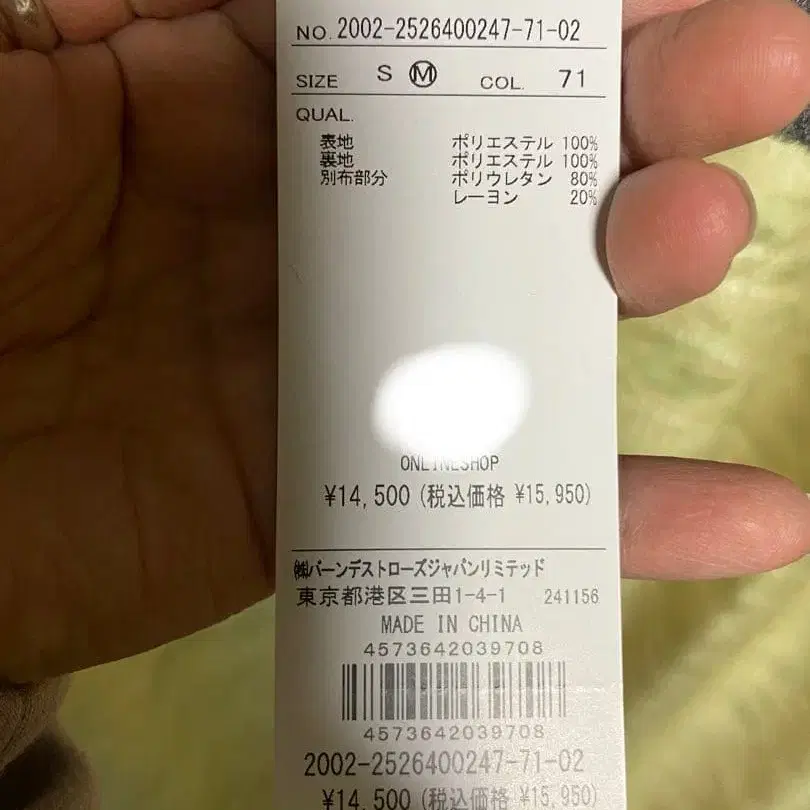 NO. 2002-2526400247-71-02
SIZE S Ⓜ COL. 71
QUAL.
表地 ポリエステル 100%
裏地 ポリエステル 100%
別布部分 ポリウレタン 80%
レーヨン 20%
ONLINESHOP
¥14,500 (税込価格 ¥15,950)
㈱バーンデストローズジャパンリミテッド
東京都港区三田1-4-1 241156
MADE IN CHINA
4573642039708
4573642039708
2002-2526400247-71-02
¥14,500 (税込価格 ¥15,950)